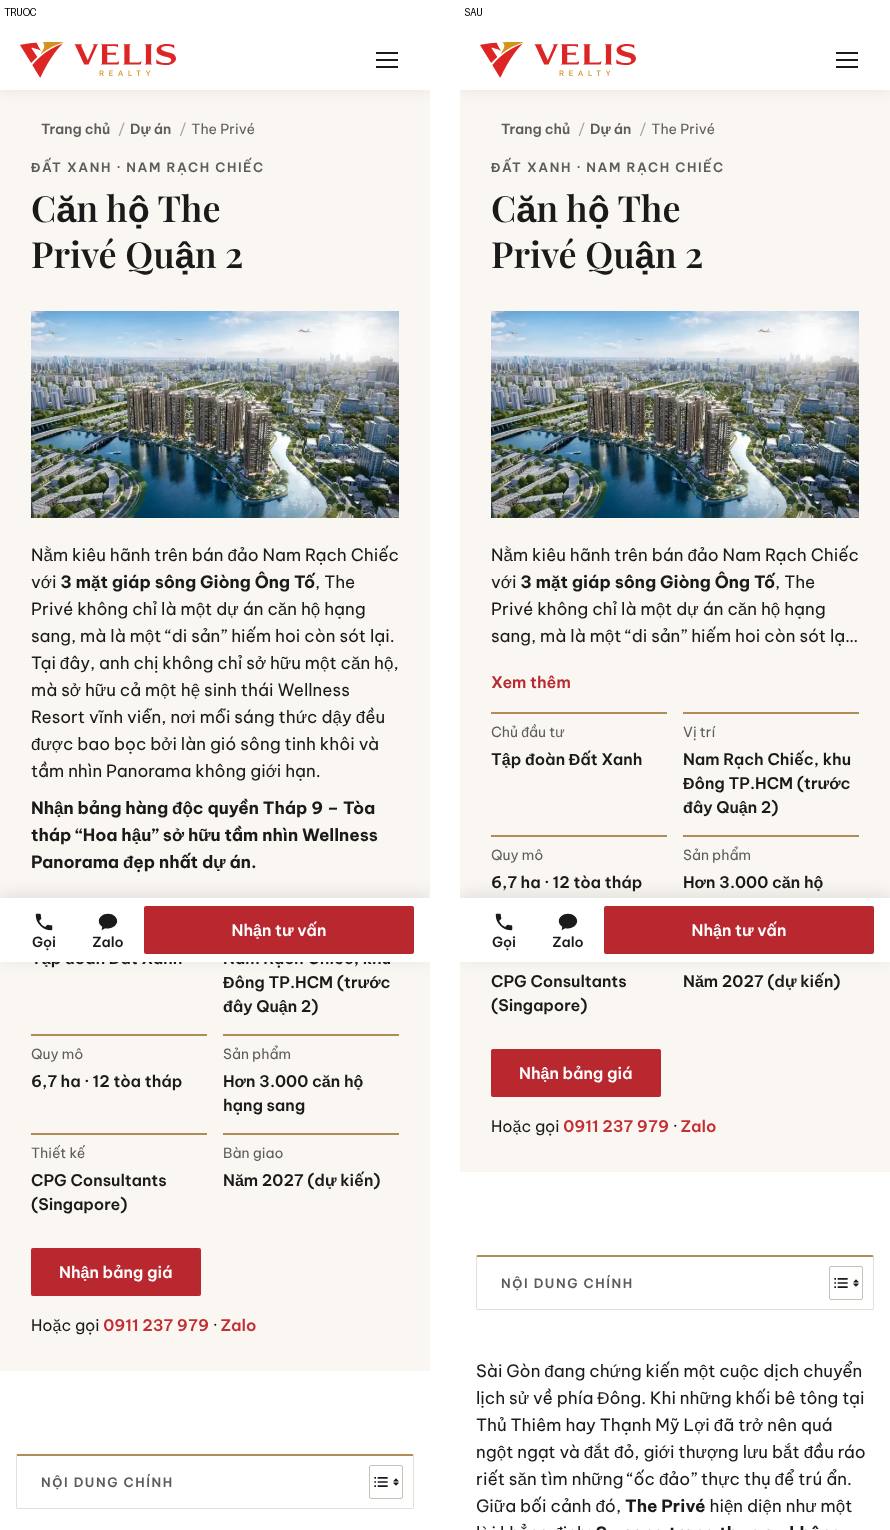 TRUOC
VELIS
REALTY
Trang chủ / Dự án / The Privé
ĐẤT XANH · NAM RẠCH CHIẾC
Căn hộ The
Privé Quận 2
Nằm kiêu hãnh trên bán đảo Nam Rạch Chiếc
với 3 mặt giáp sông Giòng Ông Tố, The
Privé không chỉ là một dự án căn hộ hạng
sang, mà là một “di sản” hiếm hoi còn sót lại.
Tại đây, anh chị không chỉ sở hữu một căn hộ,
mà sở hữu cả một hệ sinh thái Wellness
Resort vĩnh viễn, nơi mỗi sáng thức dậy đều
được bao bọc bởi làn gió sông tinh khôi và
tầm nhìn Panorama không giới hạn.
Nhận bảng hàng độc quyền Tháp 9 – Tòa
tháp “Hoa hậu” sở hữu tầm nhìn Wellness
Panorama đẹp nhất dự án.
Gọi
Zalo
Nhận tư vấn
Tập đoàn Đất Xanh
Nam Rạch Chiếc, khu
Đông TP.HCM (trước
đây Quận 2)
Quy mô
6,7 ha · 12 tòa tháp
Sản phẩm
Hơn 3.000 căn hộ
hạng sang
Thiết kế
CPG Consultants
(Singapore)
Bàn giao
Năm 2027 (dự kiến)
Nhận bảng giá
Hoặc gọi 0911 237 979 · Zalo
NỘI DUNG CHÍNH
SAU
VELIS
REALTY
Trang chủ / Dự án / The Privé
ĐẤT XANH · NAM RẠCH CHIẾC
Căn hộ The
Privé Quận 2
Nằm kiêu hãnh trên bán đảo Nam Rạch Chiếc
với 3 mặt giáp sông Giòng Ông Tố, The
Privé không chỉ là một dự án căn hộ hạng
sang, mà là một “di sản” hiếm hoi còn sót lạ...
Xem thêm
Chủ đầu tư
Tập đoàn Đất Xanh
Vị trí
Nam Rạch Chiếc, khu
Đông TP.HCM (trước
đây Quận 2)
Quy mô
6,7 ha · 12 tòa tháp
Sản phẩm
Hơn 3.000 căn hộ
Gọi
Zalo
Nhận tư vấn
CPG Consultants
(Singapore)
Năm 2027 (dự kiến)
Nhận bảng giá
Hoặc gọi 0911 237 979 · Zalo
NỘI DUNG CHÍNH
Sài Gòn đang chứng kiến một cuộc dịch chuyển
lịch sử về phía Đông. Khi những khối bê tông tại
Thủ Thiêm hay Thạnh Mỹ Lợi đã trở nên quá
ngột ngạt và đắt đỏ, giới thượng lưu bắt đầu ráo
riết săn tìm những “ốc đảo” thực thụ để trú ẩn.
Giữa bối cảnh đó, The Privé hiện diện như một